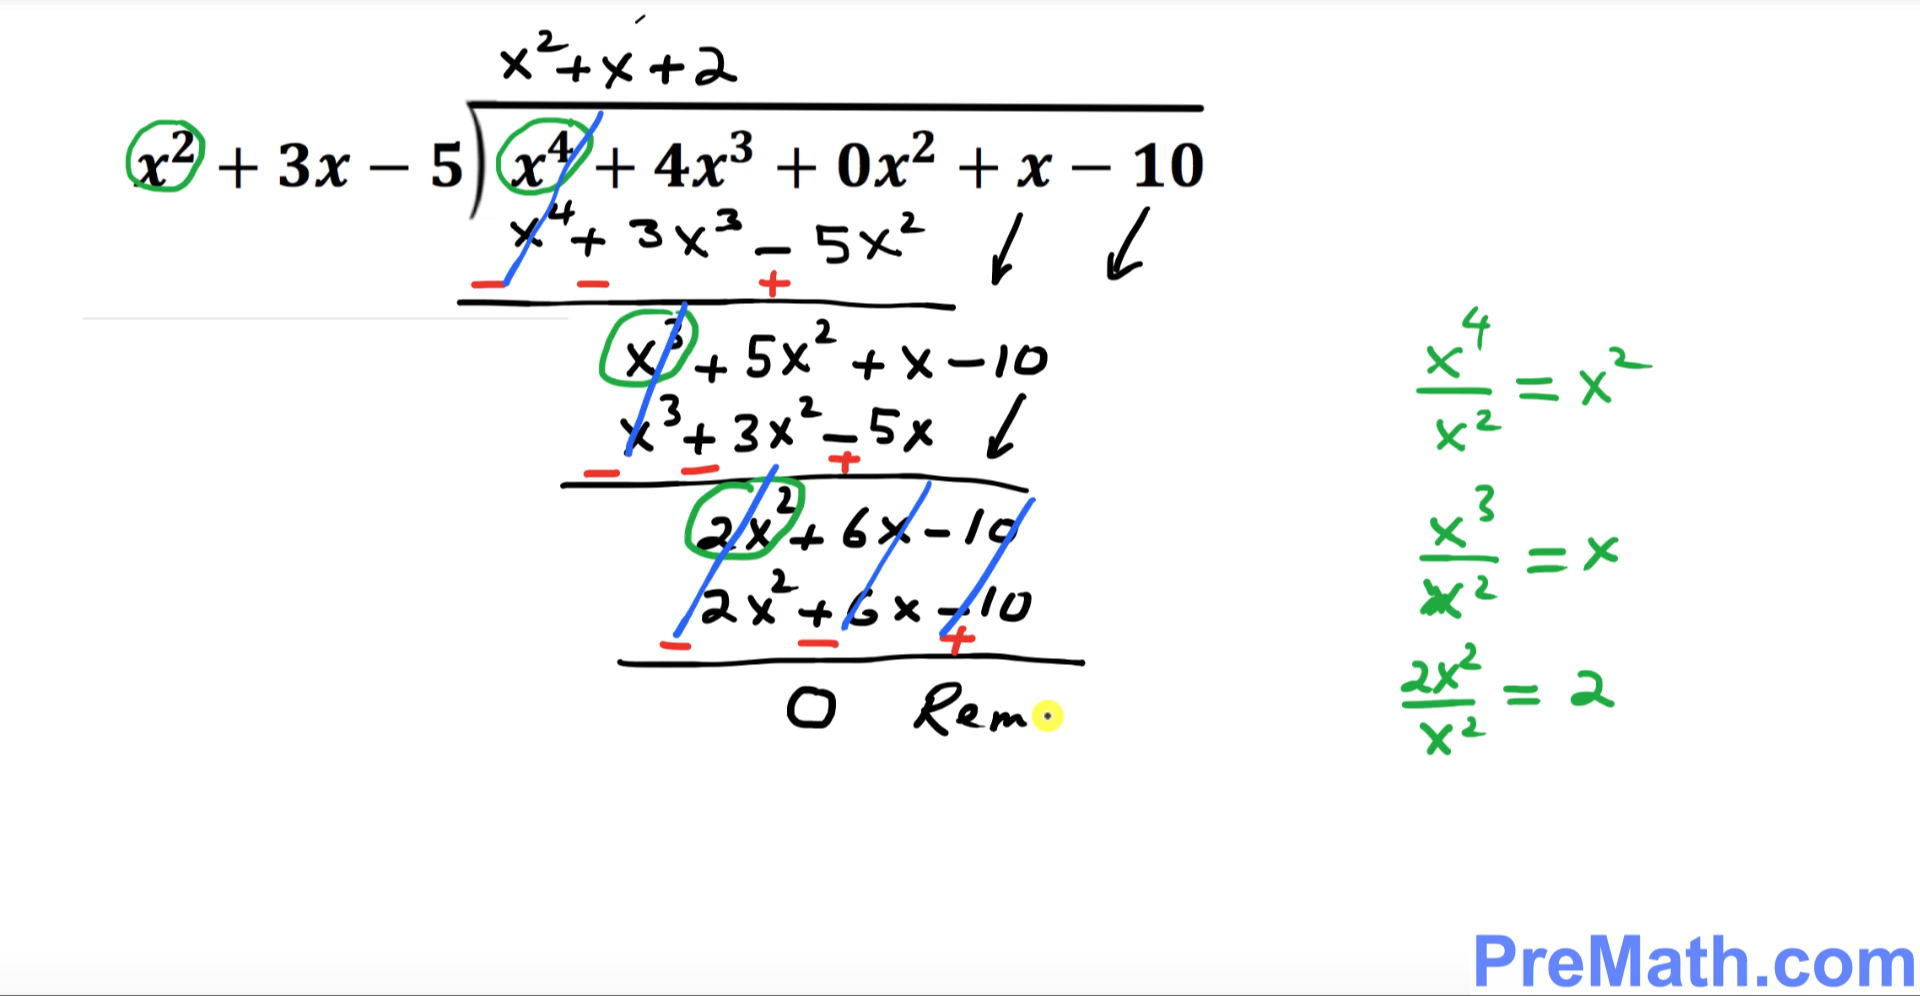 x² + x + 2
x² + 3x − 5 ) x⁴ + 4x³ + 0x² + x − 10
x⁴ + 3x³ − 5x²
− − +
x³ + 5x² + x − 10
x³ + 3x² − 5x
− − +
2x² + 6x − 10
2x² + 6x − 10
− − +
0 Rem
x⁴/x² = x²
x³/x² = x
2x²/x² = 2
PreMath.com